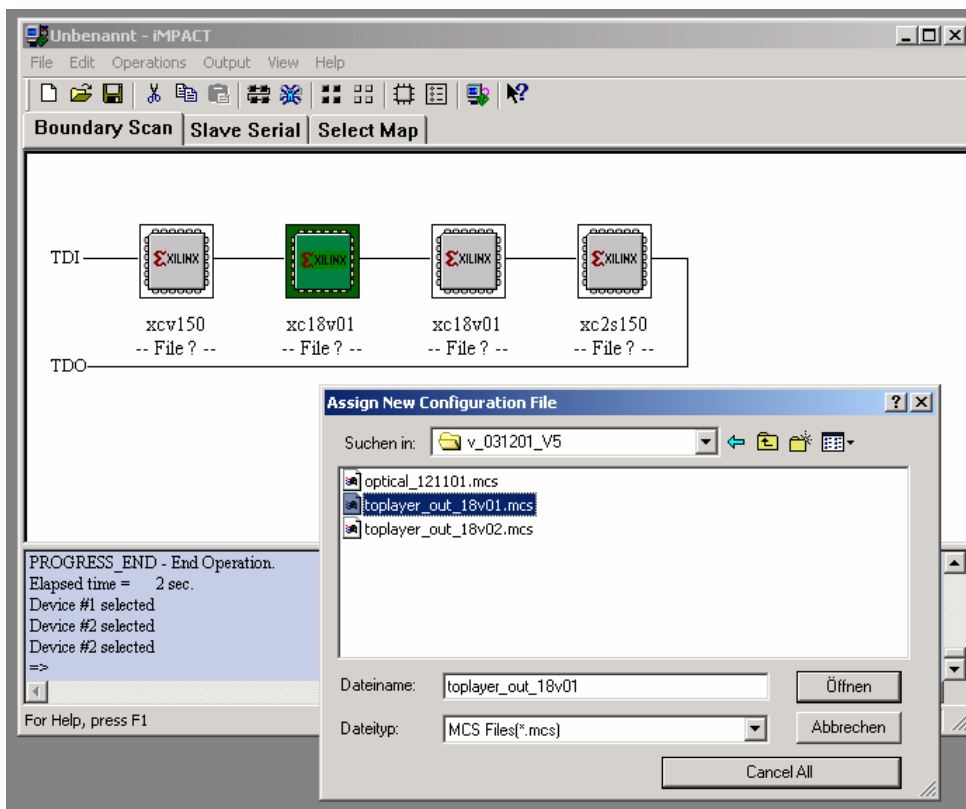 Unbenannt - iMPACT
File Edit Operations Output View Help
Boundary Scan Slave Serial Select Map
TDI
XILINX XILINX XILINX XILINX
xcv150 xc18v01 xc18v01 xc2s150
-- File ? -- -- File ? -- -- File ? -- -- File ? --
TDO
Assign New Configuration File
Suchen in: v_031201_V5
optical_121101.mcs
toplayer_out_18v01.mcs
toplayer_out_18v02.mcs
PROGRESS_END - End Operation.
Elapsed time = 2 sec.
Device #1 selected
Device #2 selected
Device #2 selected
=>
Dateiname: toplayer_out_18v01 Öffnen
Dateityp: MCS Files(*.mcs) Abbrechen
Cancel All
For Help, press F1